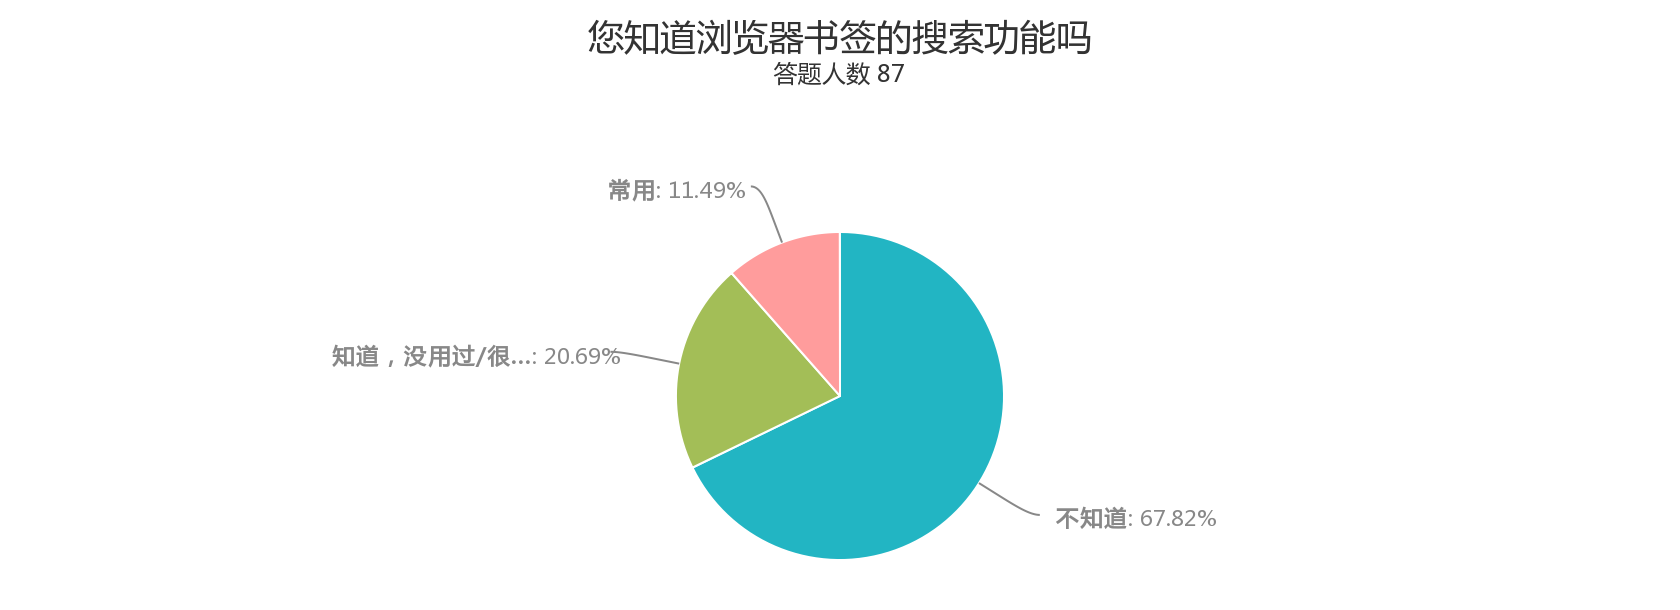 您知道浏览器书签的搜索功能吗
答题人数 87
常用: 11.49%
知道，没用过/很...: 20.69%
不知道: 67.82%